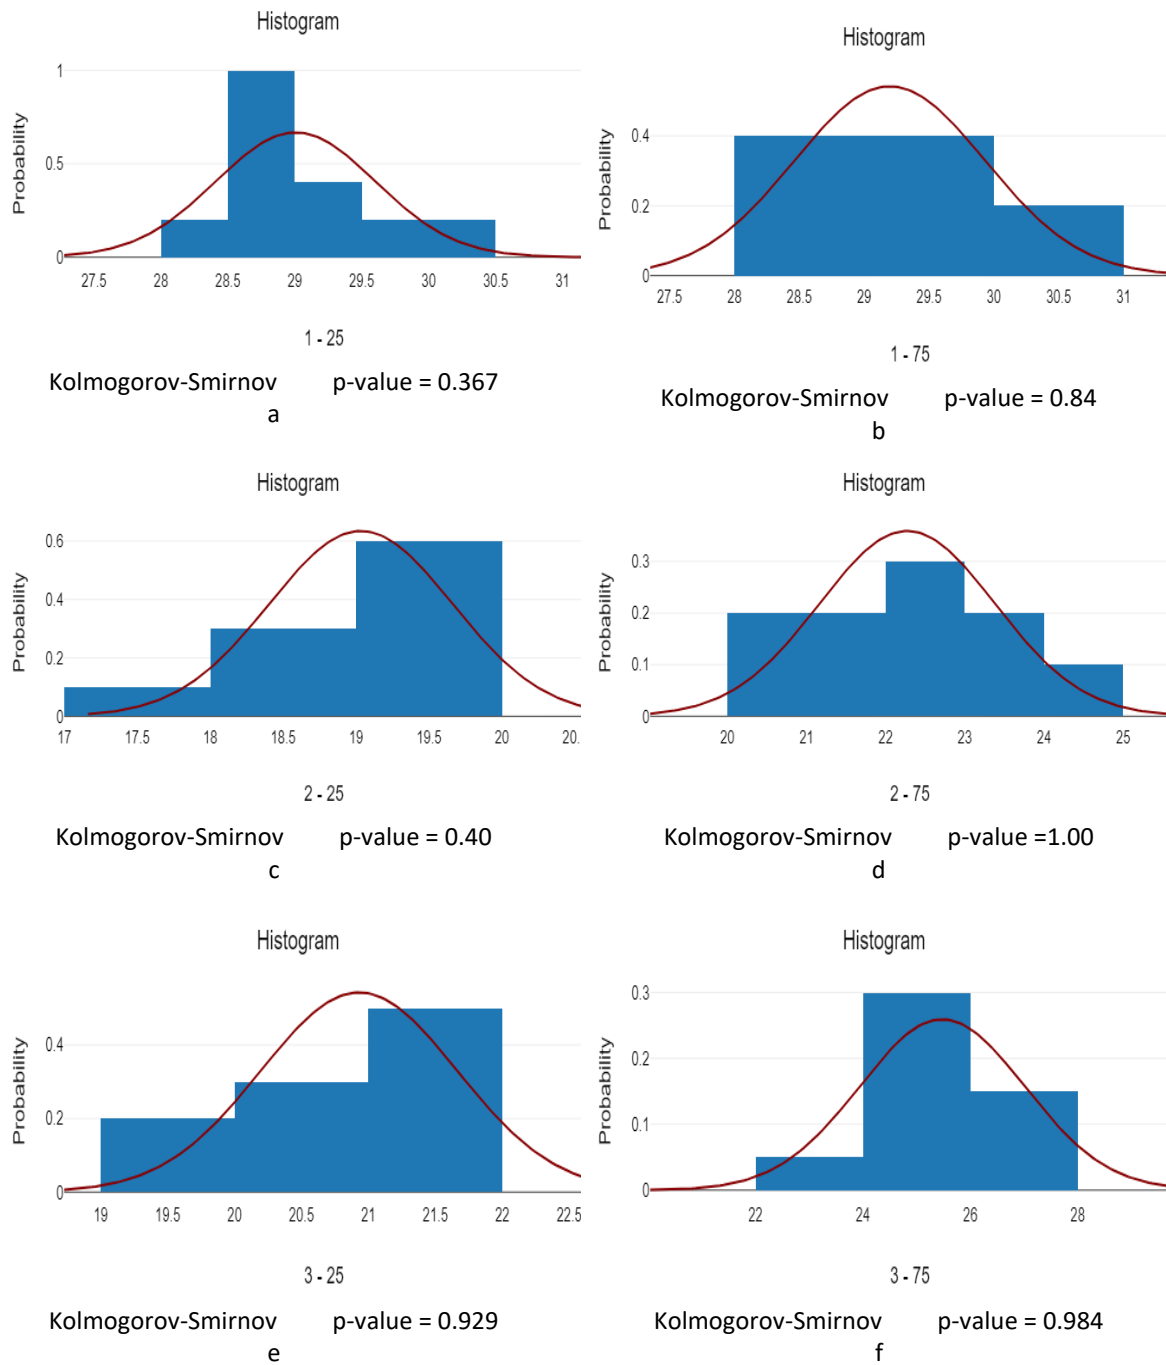 Histogram
Probability
1
0.5
0
27.5 28 28.5 29 29.5 30 30.5 31
1 - 25
Kolmogorov-Smirnov p-value = 0.367
a
Histogram
Probability
0.4
0.2
0
27.5 28 28.5 29 29.5 30 30.5 31
1 - 75
Kolmogorov-Smirnov p-value = 0.84
b
Histogram
Probability
0.6
0.4
0.2
0
17 17.5 18 18.5 19 19.5 20 20.
2 - 25
Kolmogorov-Smirnov p-value = 0.40
c
Histogram
Probability
0.3
0.2
0.1
0
20 21 22 23 24 25
2 - 75
Kolmogorov-Smirnov p-value =1.00
d
Histogram
Probability
0.4
0.2
0
19 19.5 20 20.5 21 21.5 22 22.5
3 - 25
Kolmogorov-Smirnov p-value = 0.929
e
Histogram
Probability
0.3
0.2
0.1
0
22 24 26 28
3 - 75
Kolmogorov-Smirnov p-value = 0.984
f